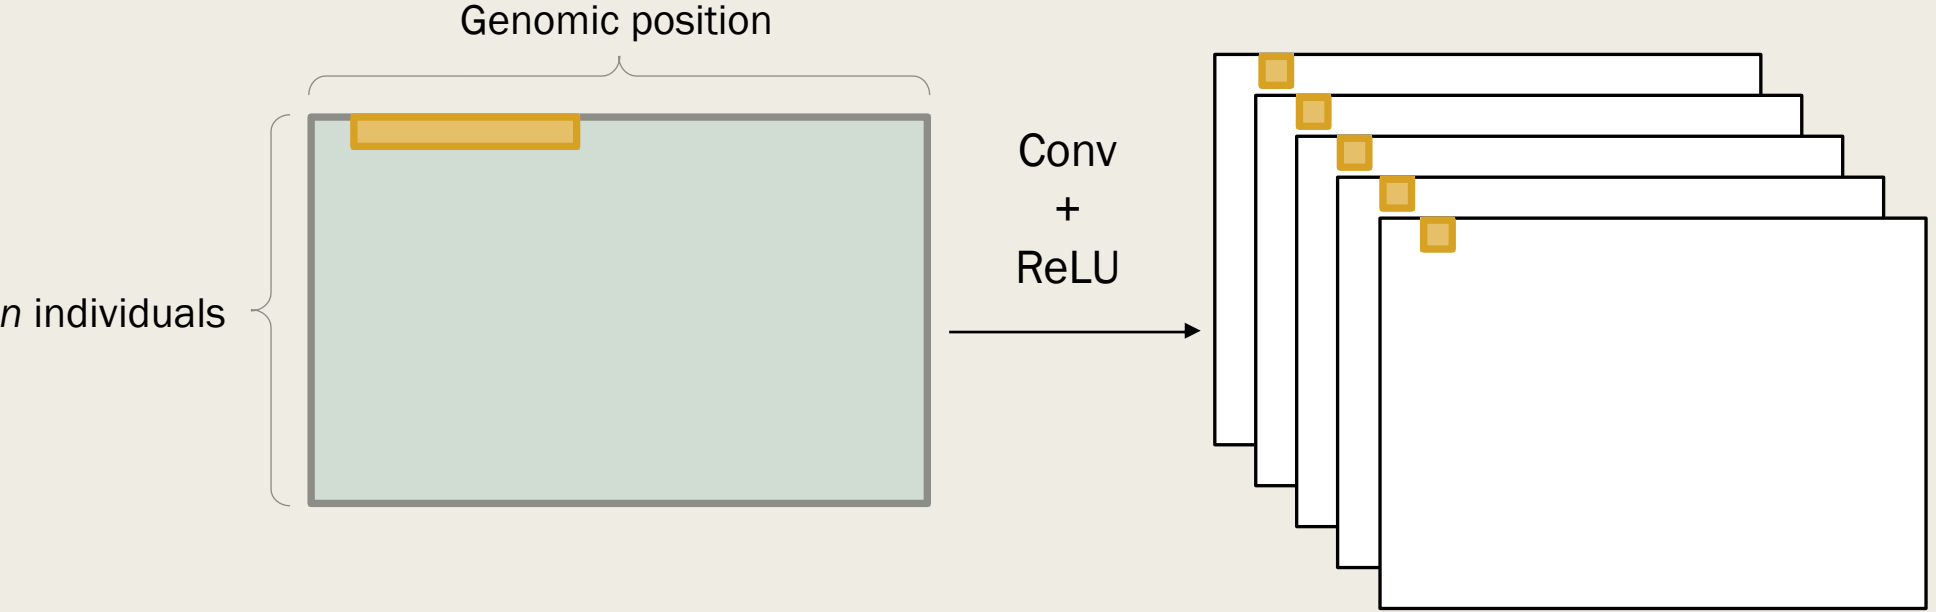 Genomic position
n individuals
Conv
+
ReLU